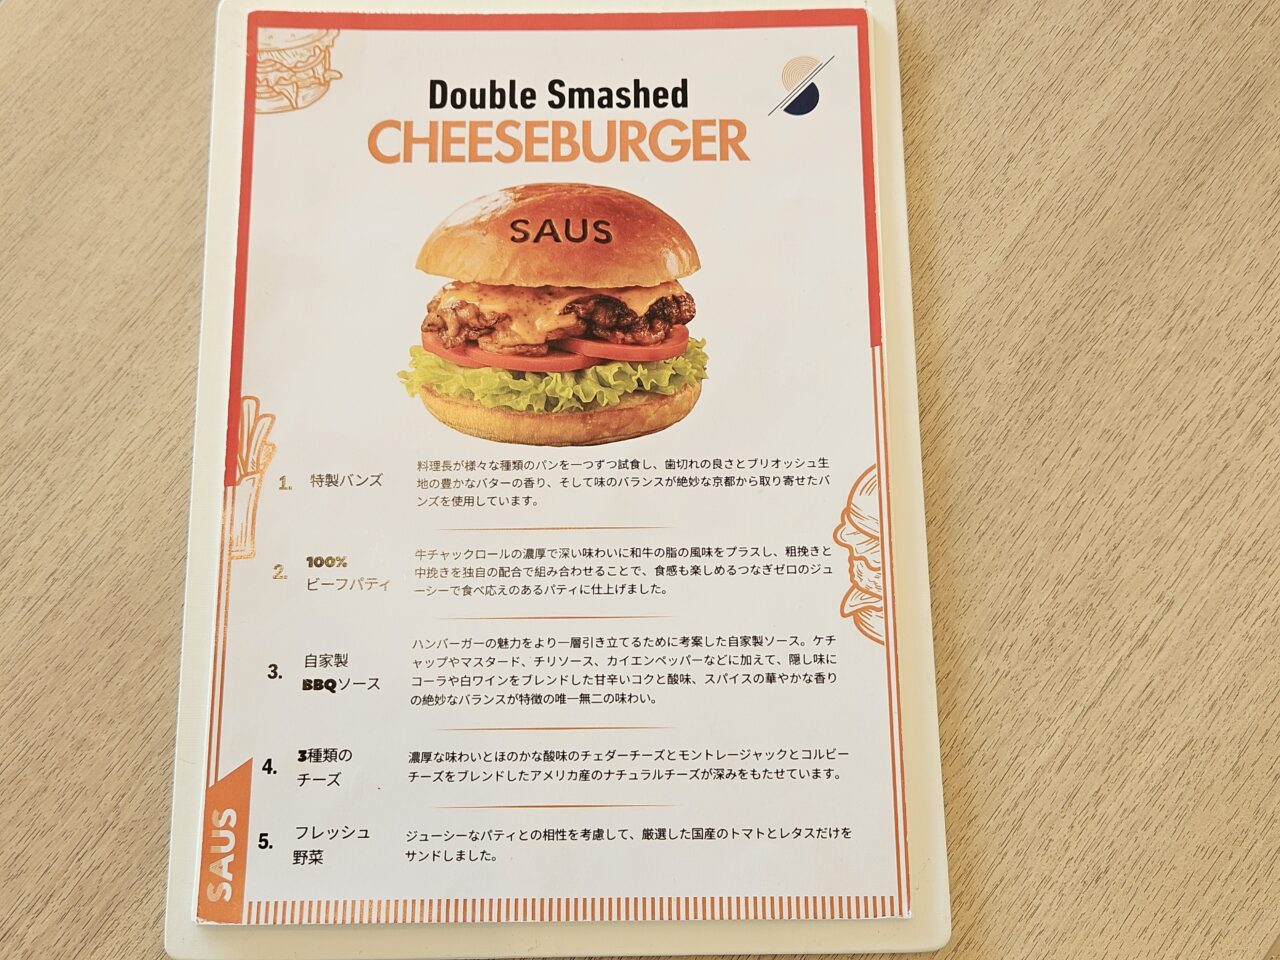 Double Smashed
CHEESEBURGER
SAUS
1. 特製バンズ
料理長が様々な種類のパンを一つずつ試食し、歯切れの良さとブリオッシュ生
地の豊かなバターの香り、そして味のバランスが絶妙な京都から取り寄せたバ
ンズを使用しています。
2. 100%
ビーフパティ
牛チャックロールの濃厚で深い味わいに和牛の脂の風味をプラスし、粗挽きと
中挽きを独自の配合で組み合わせることで、食感も楽しめるつなぎゼロのジュ
ーシーで食べ応えのあるパティに仕上げました。
3. 自家製
BBQソース
ハンバーガーの魅力をより一層引き立てるために考案した自家製ソース。ケチ
ャップやマスタード、チリソース、カイエンペッパーなどに加えて、隠し味に
コーラや白ワインをブレンドした甘辛いコクと酸味、スパイスの華やかな香り
の絶妙なバランスが特徴の唯一無二の味わい。
4. 3種類の
チーズ
濃厚な味わいとほのかな酸味のチェダーチーズとモントレージャックとコルビー
チーズをブレンドしたアメリカ産のナチュラルチーズが深みをもたせています。
5. フレッシュ
野菜
ジューシーなパティとの相性を考慮して、厳選した国産のトマトとレタスだけを
サンドしました。
SAUS